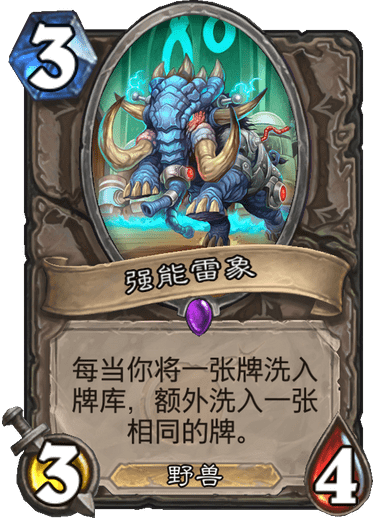 3
强能雷象
每当你将一张牌洗入
牌库，额外洗入一张
相同的牌。
野兽
3
4